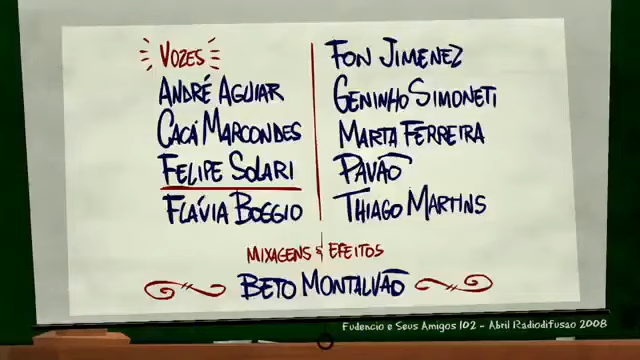 Vozes
André Aguiar
Cacá Marcondes
Felipe Solari
Flávia Boggio
Fon Jimenez
Geninho Simoneti
Marta Ferreira
Pavão
Thiago Martins
Mixagens & Efeitos
Beto Montalvão
Fudencio e Seus Amigos 102 - Abril Radiodifusao 2008